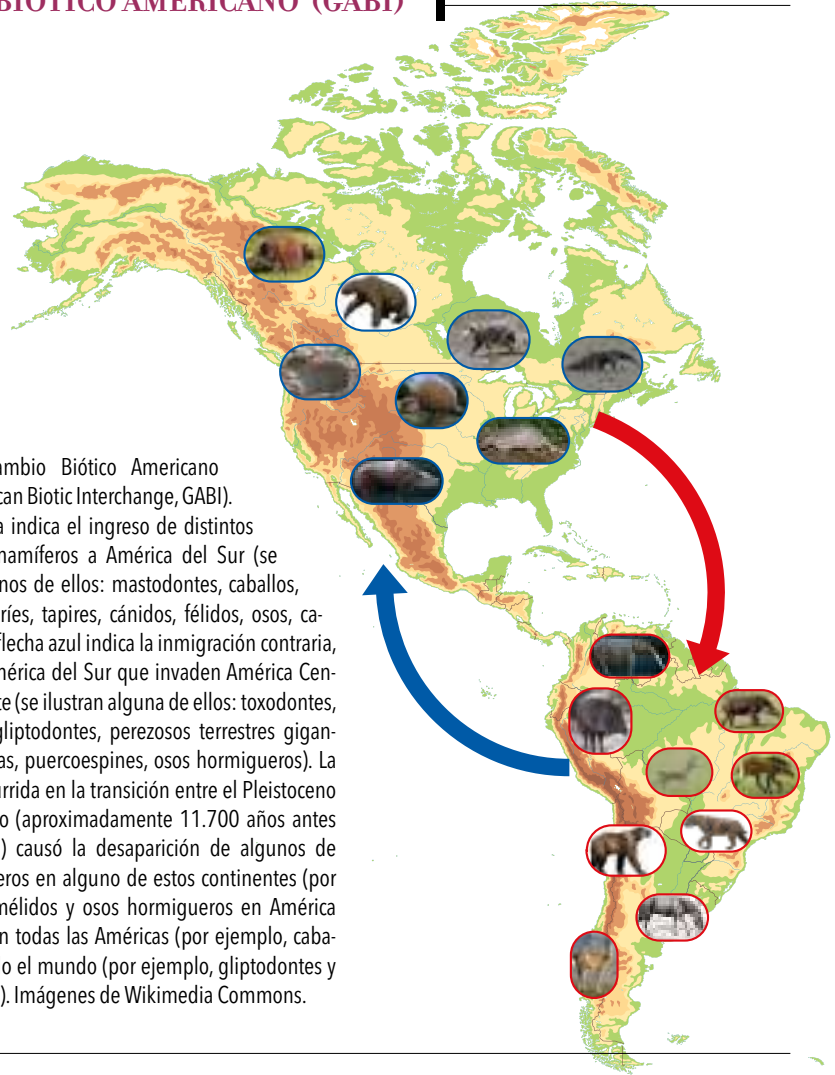 BIÓTICO AMERICANO (GABI)
ambio Biótico Americano
can Biotic Interchange, GABI).
a indica el ingreso de distintos
mamíferos a América del Sur (se
nos de ellos: mastodontes, caballos,
ríes, tapires, cánidos, félidos, osos, ca-
flecha azul indica la inmigración contraria,
mérica del Sur que invaden América Cen-
te (se ilustran alguna de ellos: toxodontes,
gliptodontes, perezosos terrestres gigan-
as, puercoespines, osos hormigueros). La
urrida en la transición entre el Pleistoceno
o (aproximadamente 11.700 años antes
) causó la desaparición de algunos de
eros en alguno de estos continentes (por
mélidos y osos hormigueros en América
n todas las Américas (por ejemplo, caba-
o el mundo (por ejemplo, gliptodontes y
). Imágenes de Wikimedia Commons.